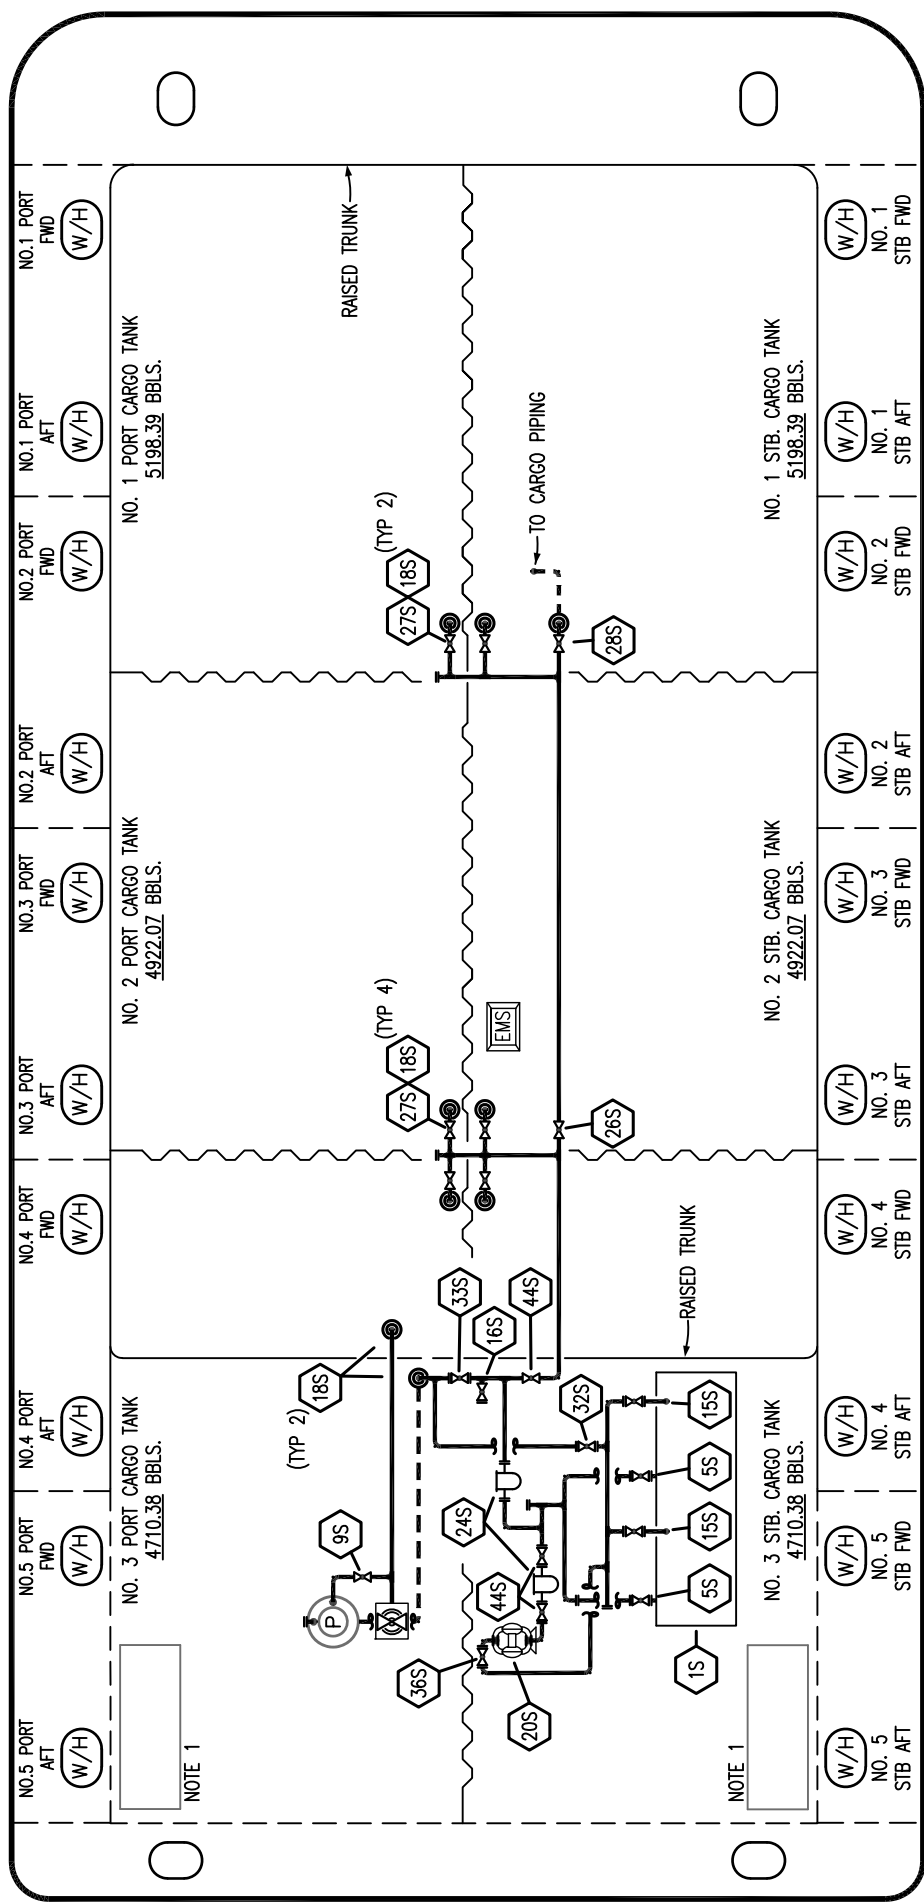 NO.5 PORT
AFT
W/H
NO.5 PORT
FWD
W/H
NO.4 PORT
AFT
W/H
NO.4 PORT
FWD
W/H
NO.3 PORT
AFT
W/H
NO.3 PORT
FWD
W/H
NO.2 PORT
AFT
W/H
NO.2 PORT
FWD
W/H
NO.1 PORT
AFT
W/H
NO.1 PORT
FWD
W/H
NOTE 1
NO. 3 PORT CARGO TANK
4710.38 BBLS.
NO. 2 PORT CARGO TANK
4922.07 BBLS.
NO. 1 PORT CARGO TANK
5198.39 BBLS.
RAISED TRUNK
(TYP 2)
18S
9S
P
36S
20S
44S
24S
33S
16S
44S
32S
27S
18S
(TYP 4)
EMS
26S
27S
18S
(TYP 2)
28S
TO CARGO PIPING
1S
5S
15S
5S
15S
RAISED TRUNK
NOTE 1
NO. 3 STB. CARGO TANK
4710.38 BBLS.
NO. 2 STB. CARGO TANK
4922.07 BBLS.
NO. 1 STB. CARGO TANK
5198.39 BBLS.
W/H
NO. 5
STB AFT
W/H
NO. 5
STB FWD
W/H
NO. 4
STB AFT
W/H
NO. 4
STB FWD
W/H
NO. 3
STB AFT
W/H
NO. 3
STB FWD
W/H
NO. 2
STB AFT
W/H
NO. 2
STB FWD
W/H
NO. 1
STB AFT
W/H
NO. 1
STB FWD